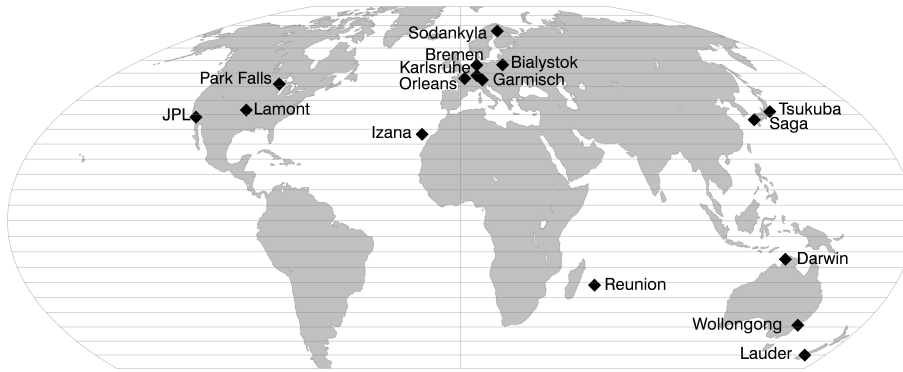 Sodankyla
Bremen
Karlsruhe
Bialystok
Park Falls
Orleans
Garmisch
JPL
Lamont
Tsukuba
Saga
Izana
Darwin
Reunion
Wollongong
Lauder